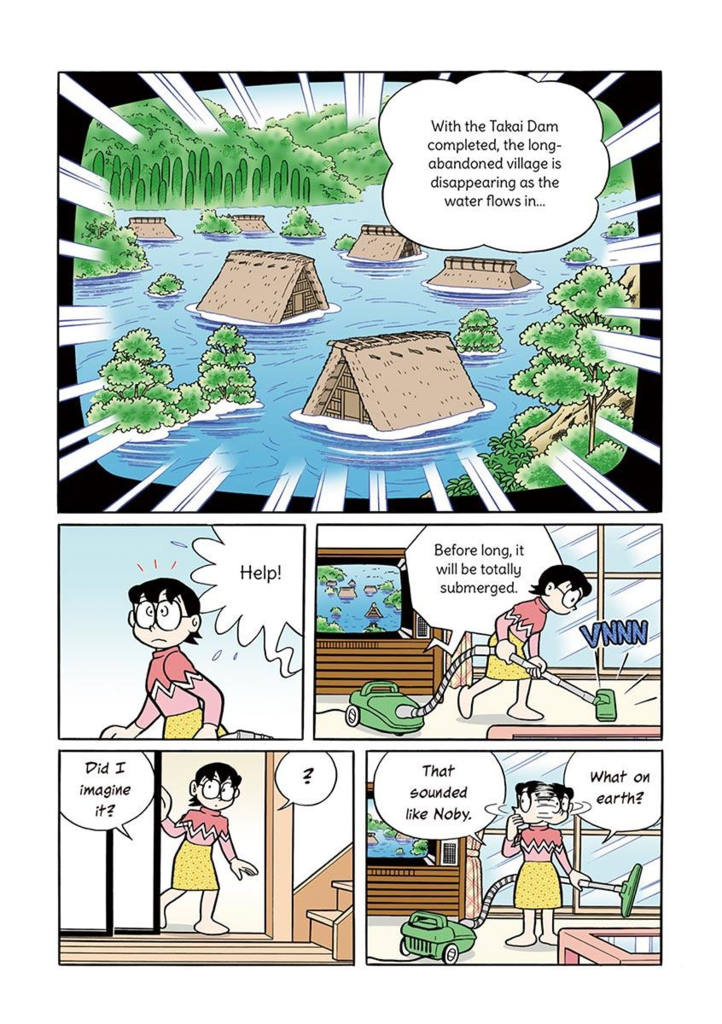 With the Takai Dam
completed, the long-
abandoned village is
disappearing as the
water flows in...
Before long, it
will be totally
submerged.
VNNN
Help!
What on
earth?
That
sounded
like Noby.
?
Did I
imagine
it?